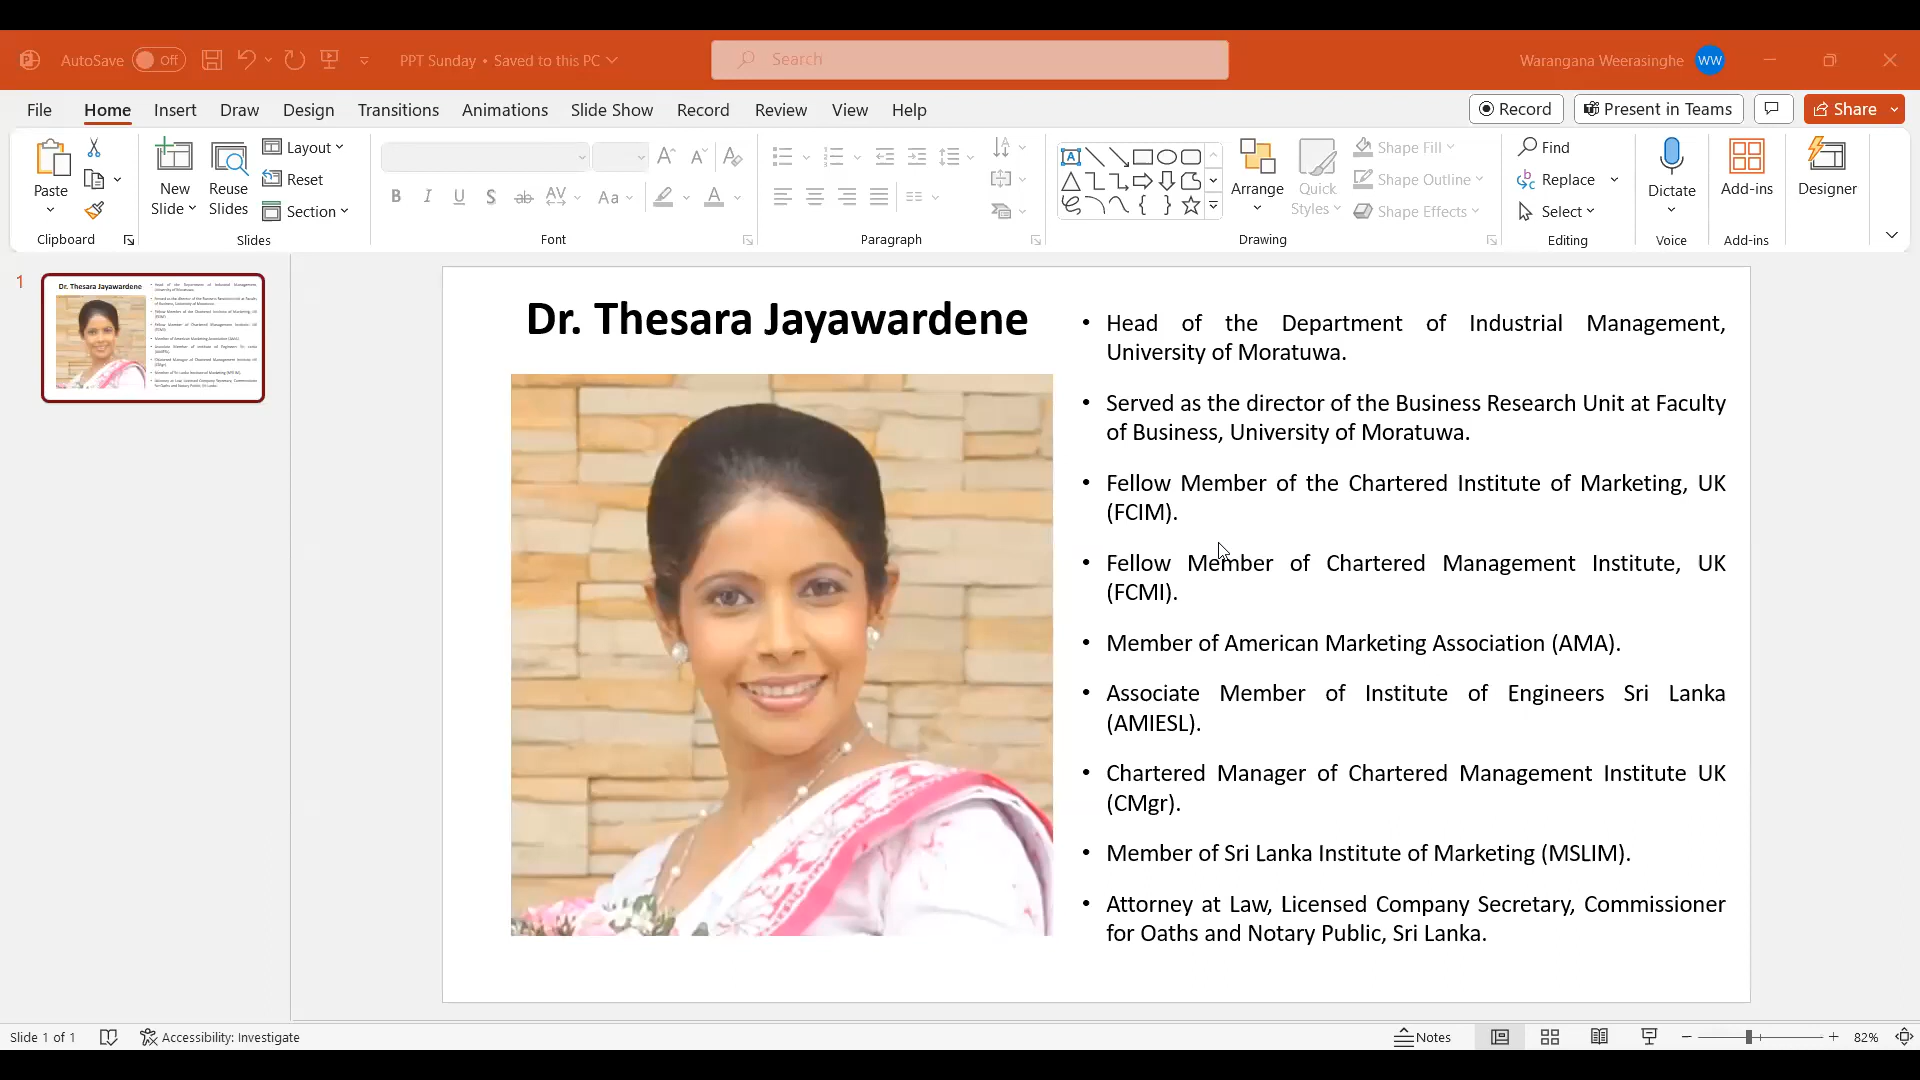 AutoSave Off PPT Sunday • Saved to this PC Search Warangana Weerasinghe WW
File Home Insert Draw Design Transitions Animations Slide Show Record Review View Help Record Present in Teams Share
Paste
New Slide
Reuse Slides
Layout
Reset
Section
B I U S ab AV Aa A
Arrange
Quick Styles
Shape Fill
Shape Outline
Shape Effects
Find
Replace
Select
Dictate
Add-ins
Designer
Clipboard Slides Font Paragraph Drawing Editing Voice Add-ins
1
Dr. Thesara Jayawardene
• Head of the Department of Industrial Management,
University of Moratuwa.
• Served as the director of the Business Research Unit at Faculty
of Business, University of Moratuwa.
• Fellow Member of the Chartered Institute of Marketing, UK
(FCIM).
• Fellow Member of Chartered Management Institute, UK
(FCMI).
• Member of American Marketing Association (AMA).
• Associate Member of Institute of Engineers Sri Lanka
(AMIESL).
• Chartered Manager of Chartered Management Institute UK
(CMgr).
• Member of Sri Lanka Institute of Marketing (MSLIM).
• Attorney at Law, Licensed Company Secretary, Commissioner
for Oaths and Notary Public, Sri Lanka.
Slide 1 of 1 Accessibility: Investigate Notes 82%